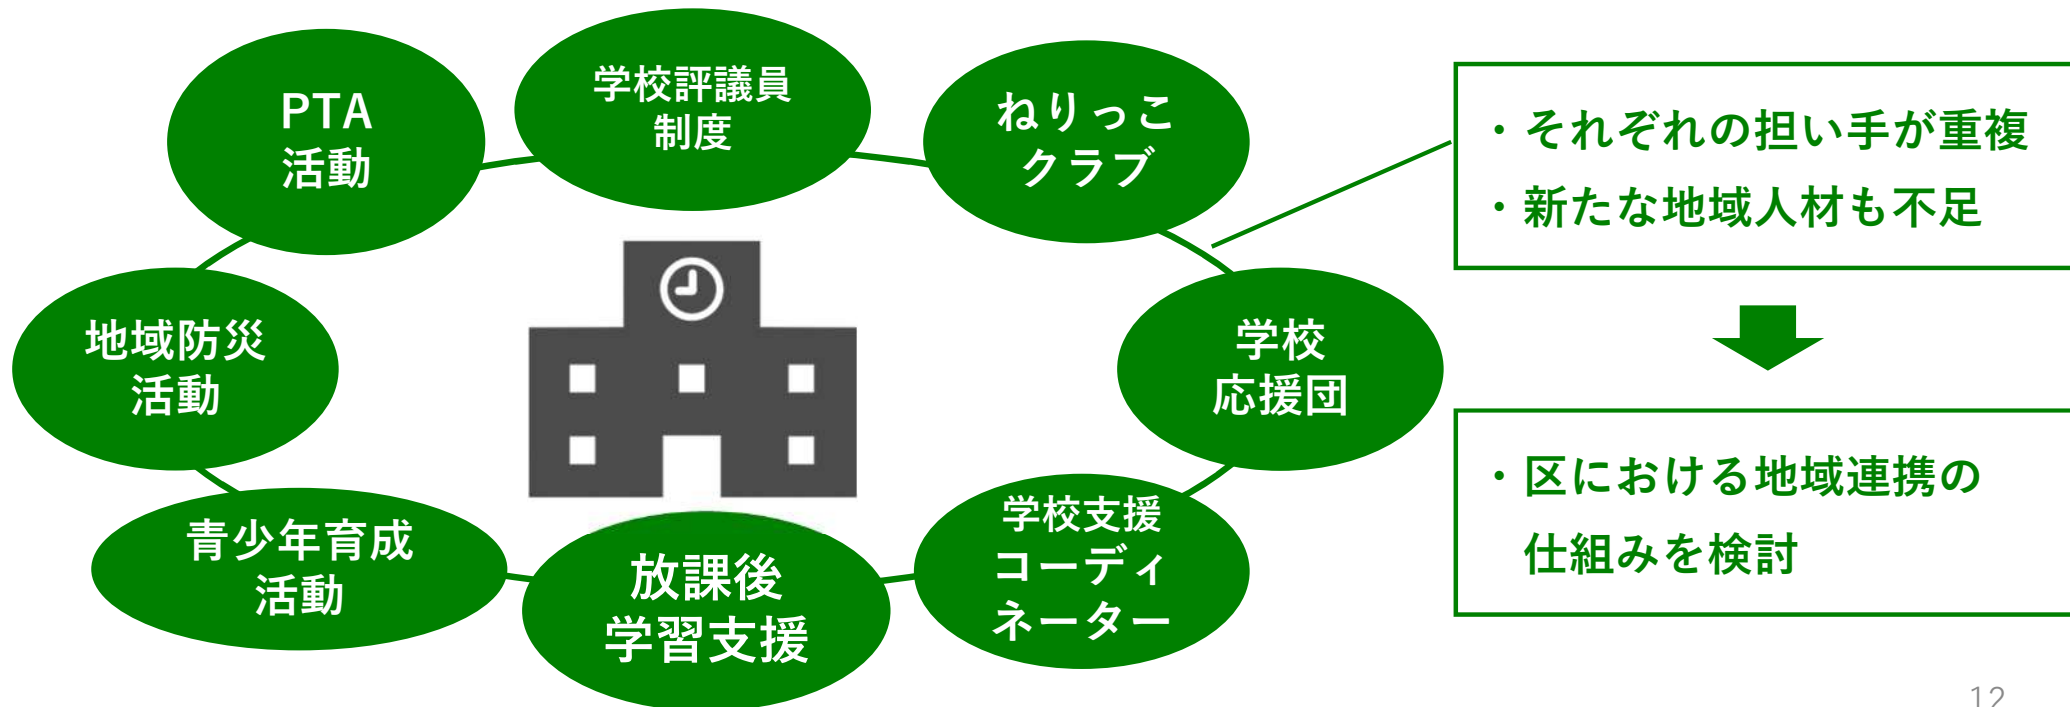 PTA
活動
学校評議員
制度
ねりっこ
クラブ
学校
応援団
学校支援
コーディ
ネーター
放課後
学習支援
青少年育成
活動
地域防災
活動
・それぞれの担い手が重複
・新たな地域人材も不足
・区における地域連携の
仕組みを検討
12